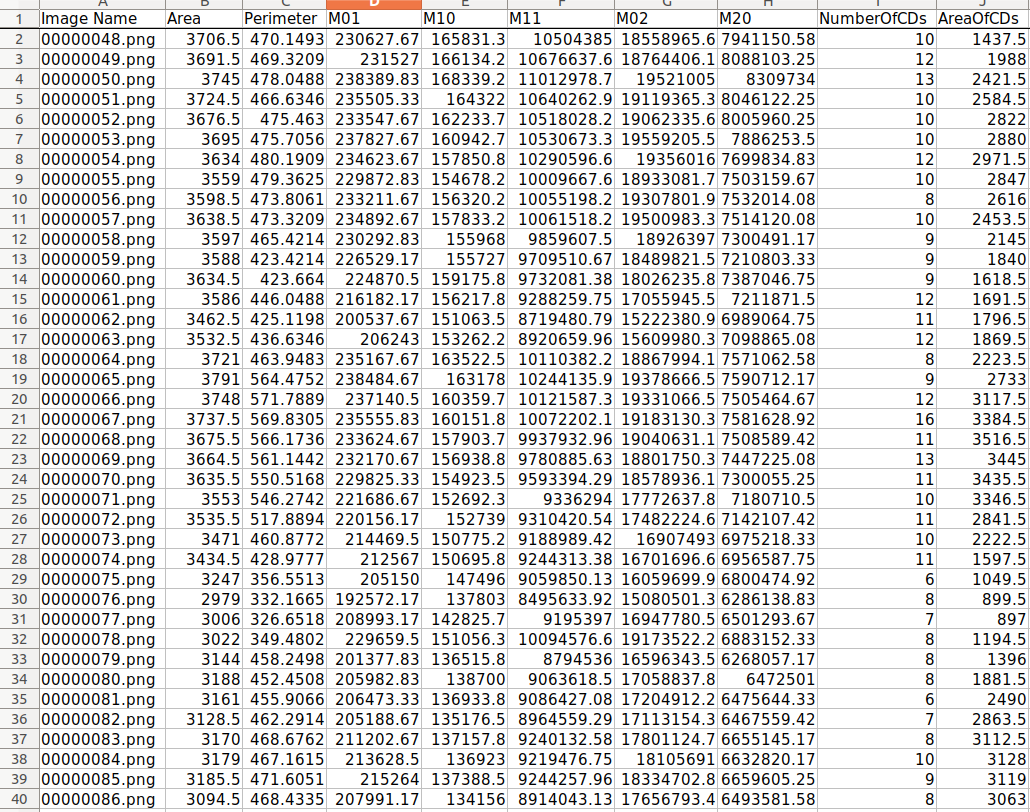 A B C D E F G H I J
1 Image Name Area Perimeter M01 M10 M11 M02 M20 NumberOfCDs AreaOfCDs
2 00000048.png 3706.5 470.1493 230627.67 165831.3 10504385 18558965.6 7941150.58 10 1437.5
3 00000049.png 3691.5 469.3209 231527 166134.2 10676637.6 18764406.1 8088103.25 12 1988
4 00000050.png 3745 478.0488 238389.83 168339.2 11012978.7 19521005 8309734 13 2421.5
5 00000051.png 3724.5 466.6346 235505.33 164322 10640262.9 19119365.3 8046122.25 10 2584.5
6 00000052.png 3676.5 475.463 233547.67 162233.7 10518028.2 19062335.6 8005960.25 10 2822
7 00000053.png 3695 475.7056 237827.67 160942.7 10530673.3 19559205.5 7886253.5 10 2880
8 00000054.png 3634 480.1909 234623.67 157850.8 10290596.6 19356016 7699834.83 12 2971.5
9 00000055.png 3559 479.3625 229872.83 154678.2 10009667.6 18933081.7 7503159.67 10 2847
10 00000056.png 3598.5 473.8061 233211.67 156320.2 10055198.2 19307801.9 7532014.08 8 2616
11 00000057.png 3638.5 473.3209 234892.67 157833.2 10061518.2 19500983.3 7514120.08 10 2453.5
12 00000058.png 3597 465.4214 230292.83 155968 9859607.5 18926397 7300491.17 9 2145
13 00000059.png 3588 423.4214 226529.17 155727 9709510.67 18489821.5 7210803.33 9 1840
14 00000060.png 3634.5 423.664 224870.5 159175.8 9732081.38 18026235.8 7387046.75 9 1618.5
15 00000061.png 3586 446.0488 216182.17 156217.8 9288259.75 17055945.5 7211871.5 12 1691.5
16 00000062.png 3462.5 425.1198 200537.67 151063.5 8719480.79 15222380.9 6989064.75 11 1796.5
17 00000063.png 3532.5 436.6346 206243 153262.2 8920659.96 15609980.3 7098865.08 12 1869.5
18 00000064.png 3721 463.9483 235167.67 163522.5 10110382.2 18867994.1 7571062.58 8 2223.5
19 00000065.png 3791 564.4752 238484.67 163178 10244135.9 19378666.5 7590712.17 9 2733
20 00000066.png 3748 571.7889 237140.5 160359.7 10121587.3 19331066.5 7505464.67 12 3117.5
21 00000067.png 3737.5 569.8305 235555.83 160151.8 10072202.1 19183130.3 7581628.92 16 3384.5
22 00000068.png 3675.5 566.1736 233624.67 157903.7 9937932.96 19040631.1 7508589.42 11 3516.5
23 00000069.png 3664.5 561.1442 232170.67 156938.8 9780885.63 18801750.3 7447225.08 13 3445
24 00000070.png 3635.5 550.5168 229825.33 154923.5 9593394.29 18578936.1 7300055.25 11 3435.5
25 00000071.png 3553 546.2742 221686.67 152692.3 9336294 17772637.8 7180710.5 10 3346.5
26 00000072.png 3535.5 517.8894 220156.17 152739 9310420.54 17482224.6 7142107.42 11 2841.5
27 00000073.png 3471 460.8772 214469.5 150775.2 9188989.42 16907493 6975218.33 10 2222.5
28 00000074.png 3434.5 428.9777 212567 150695.8 9244313.38 16701696.6 6956587.75 11 1597.5
29 00000075.png 3247 356.5513 205150 147496 9059850.13 16059699.9 6800474.92 6 1049.5
30 00000076.png 2979 332.1665 192572.17 137803 8495633.92 15080501.3 6286138.83 8 899.5
31 00000077.png 3006 326.6518 208993.17 142825.7 9195397 16947780.5 6501293.67 7 897
32 00000078.png 3022 349.4802 229659.5 151056.3 10094576.6 19173522.2 6883152.33 8 1194.5
33 00000079.png 3144 458.2498 201377.83 136515.8 8794536 16596343.5 6268057.17 8 1396
34 00000080.png 3188 452.4508 205982.83 138700 9063618.5 17058837.8 6472501 8 1881.5
35 00000081.png 3161 455.9066 206473.33 136933.8 9086427.08 17204912.2 6475644.33 6 2490
36 00000082.png 3128.5 462.2914 205188.67 135176.5 8964559.29 17113154.3 6467559.42 7 2863.5
37 00000083.png 3170 468.6762 211202.67 137157.8 9240132.58 17801124.7 6655145.17 8 3112.5
38 00000084.png 3179 467.1615 213628.5 136923 9219476.75 18105691 6632820.17 10 3128
39 00000085.png 3185.5 471.6051 215264 137388.5 9244257.96 18334702.8 6659605.25 9 3119
40 00000086.png 3094.5 468.4335 207991.17 134156 8914043.13 17656793.4 6493581.58 8 3063